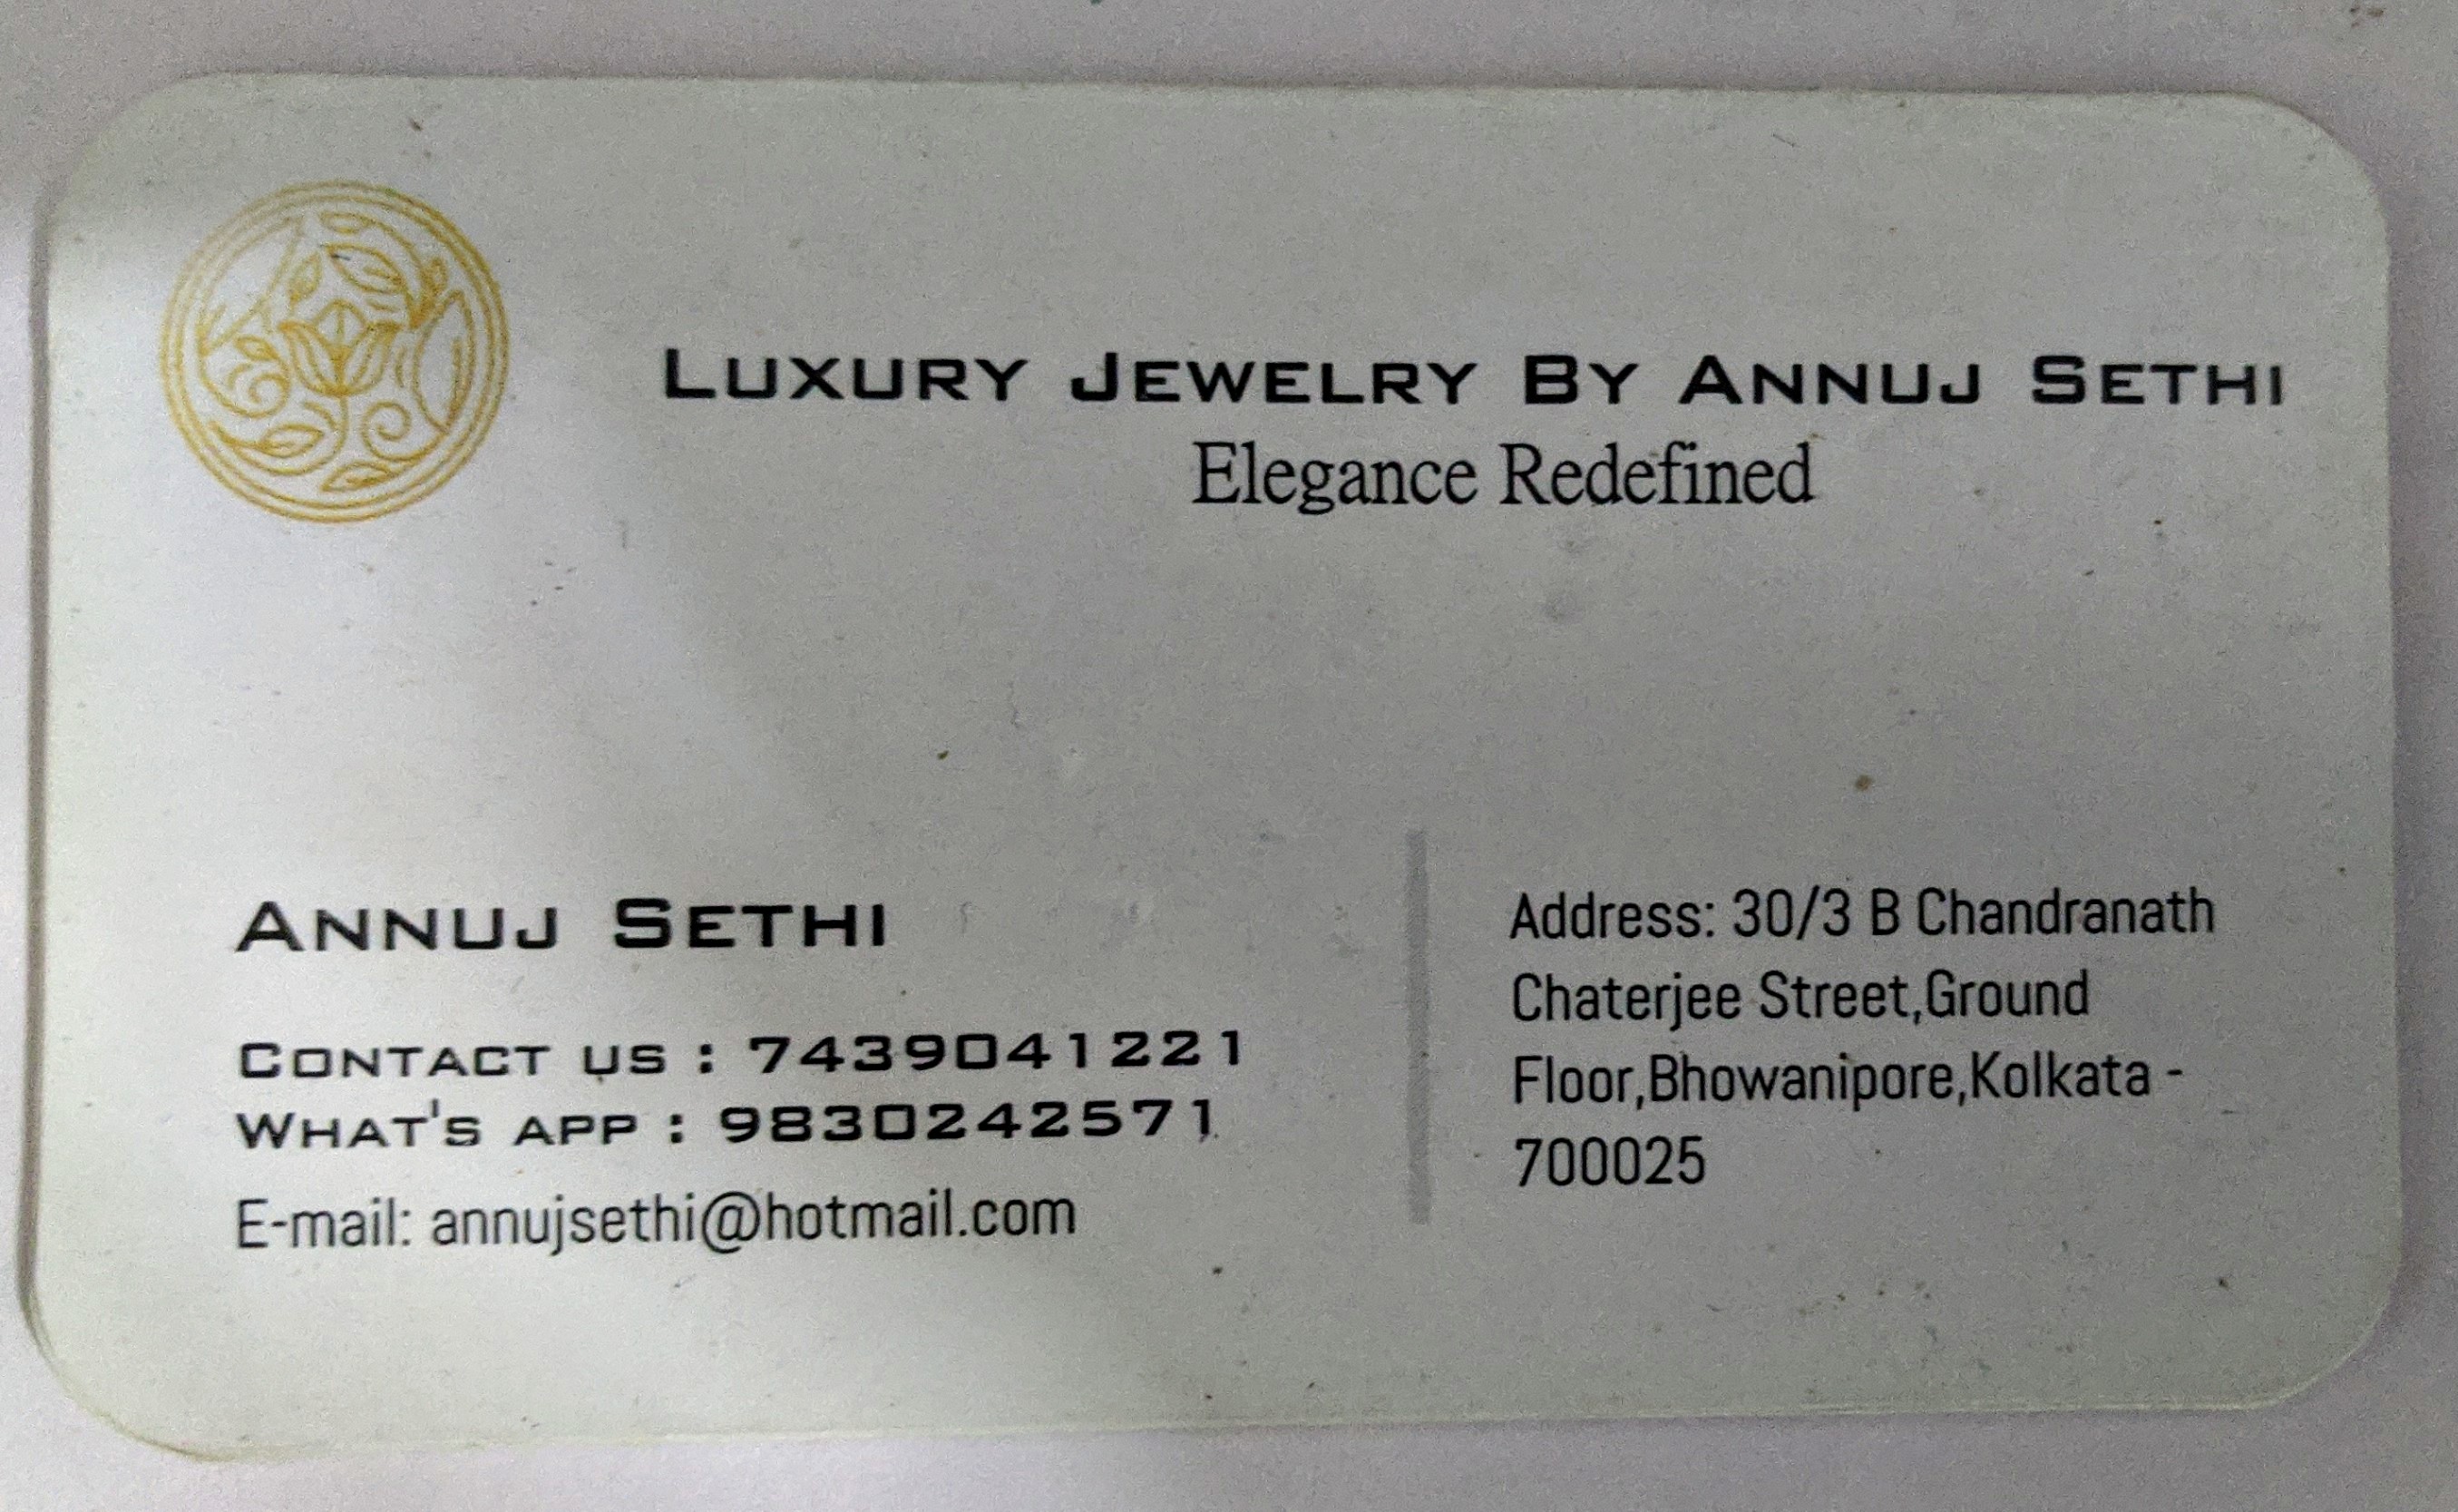 LUXURY JEWELRY BY ANNUJ SETHI
Elegance Redefined
ANNUJ SETHI
CONTACT US : 7439041221
WHAT'S APP : 9830242571
E-mail: annujsethi@hotmail.com
Address: 30/3 B Chandranath
Chaterjee Street,Ground
Floor,Bhowanipore,Kolkata -
700025